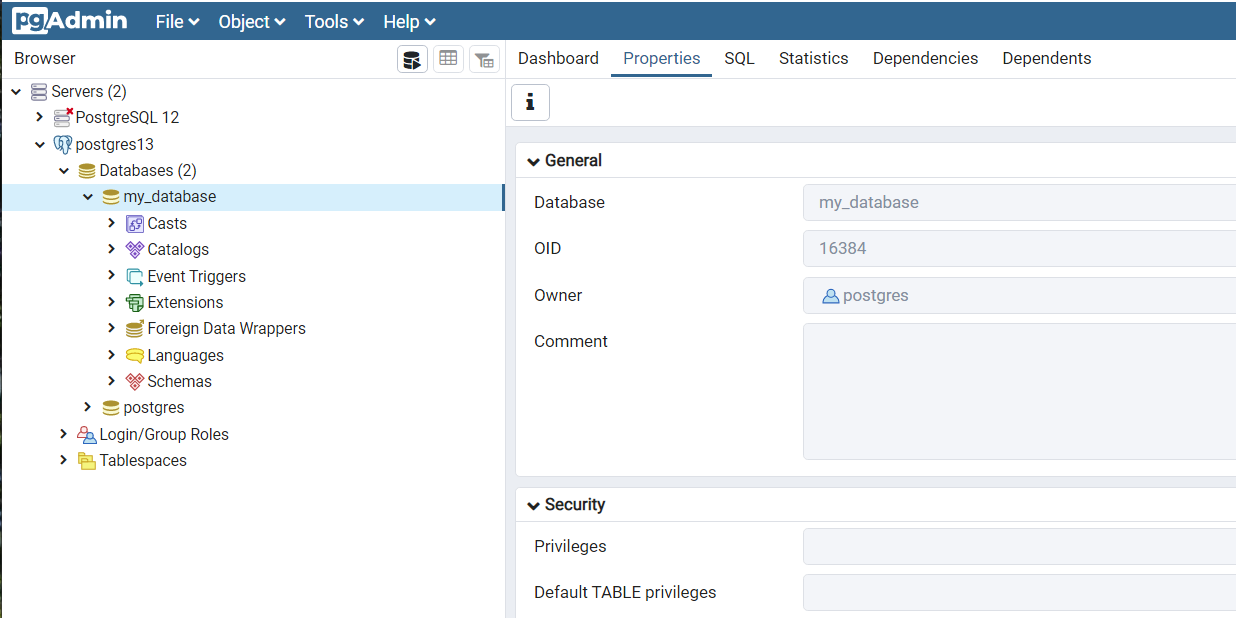 pgAdmin File Object Tools Help
Browser
Dashboard Properties SQL Statistics Dependencies Dependents
Servers (2)
PostgreSQL 12
postgres13
Databases (2)
my_database
Casts
Catalogs
Event Triggers
Extensions
Foreign Data Wrappers
Languages
Schemas
postgres
Login/Group Roles
Tablespaces
i
General
Database my_database
OID 16384
Owner postgres
Comment
Security
Privileges
Default TABLE privileges